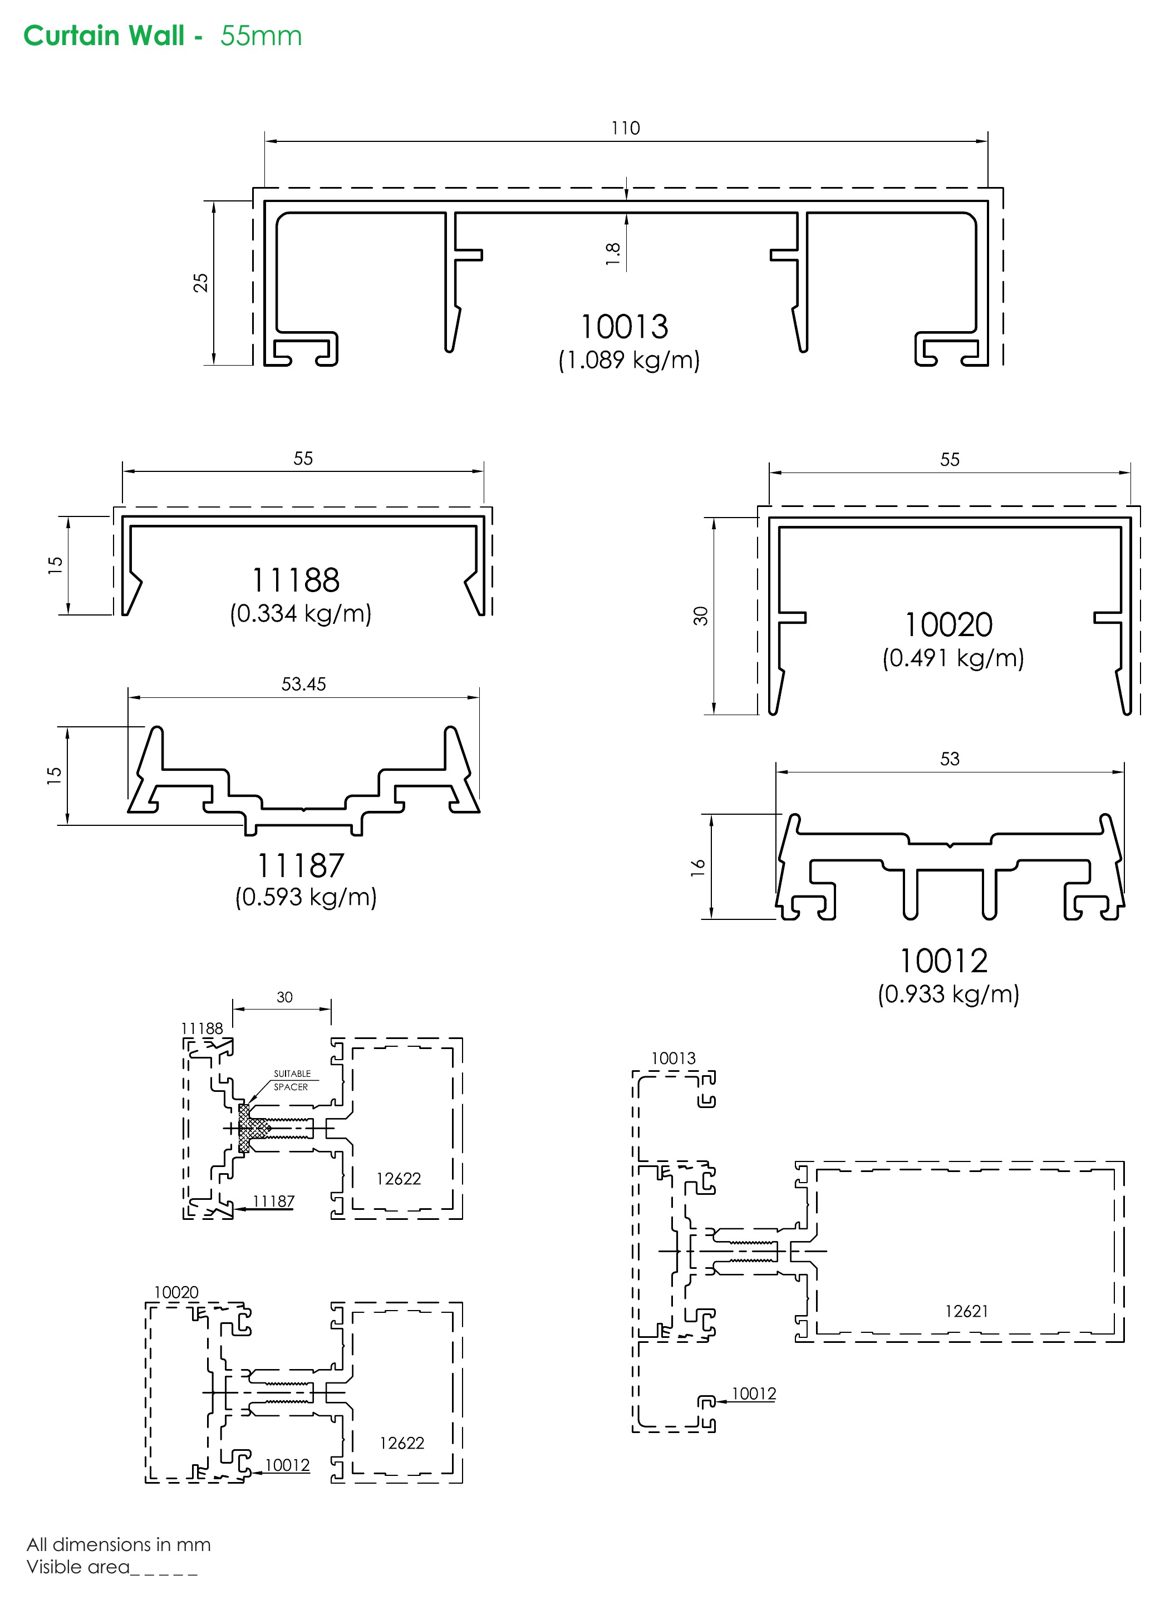 Curtain Wall - 55mm
110
25
1.8
10013
(1.089 kg/m)
55
15
11188
(0.334 kg/m)
55
30
10020
(0.491 kg/m)
53.45
15
11187
(0.593 kg/m)
53
16
10012
(0.933 kg/m)
30
11188
SUITABLE
SPACER
12622
11187
10013
12621
10012
10020
12622
10012
All dimensions in mm
Visible area_ _ _ _ _